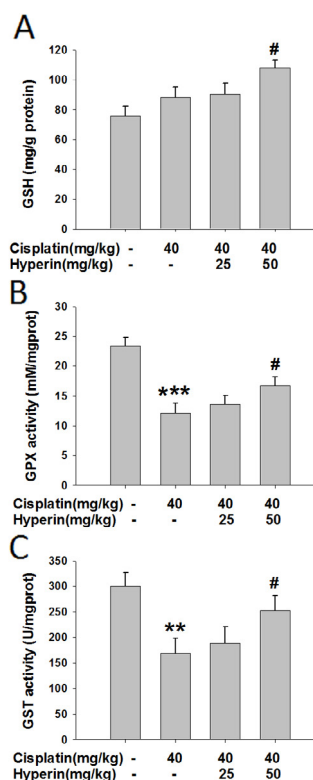 A
GSH (mg/g protein)
120
100
80
60
40
20
0
#
Cisplatin(mg/kg) - 40 40 40
Hyperin(mg/kg) - - 25 50
B
GPX activity (mM/mgprot)
30
25
20
15
10
5
0
***
#
Cisplatin(mg/kg) - 40 40 40
Hyperin(mg/kg) - - 25 50
C
GST activity (U/mgprot)
350
300
250
200
150
100
50
0
**
#
Cisplatin(mg/kg) - 40 40 40
Hyperin(mg/kg) - - 25 50